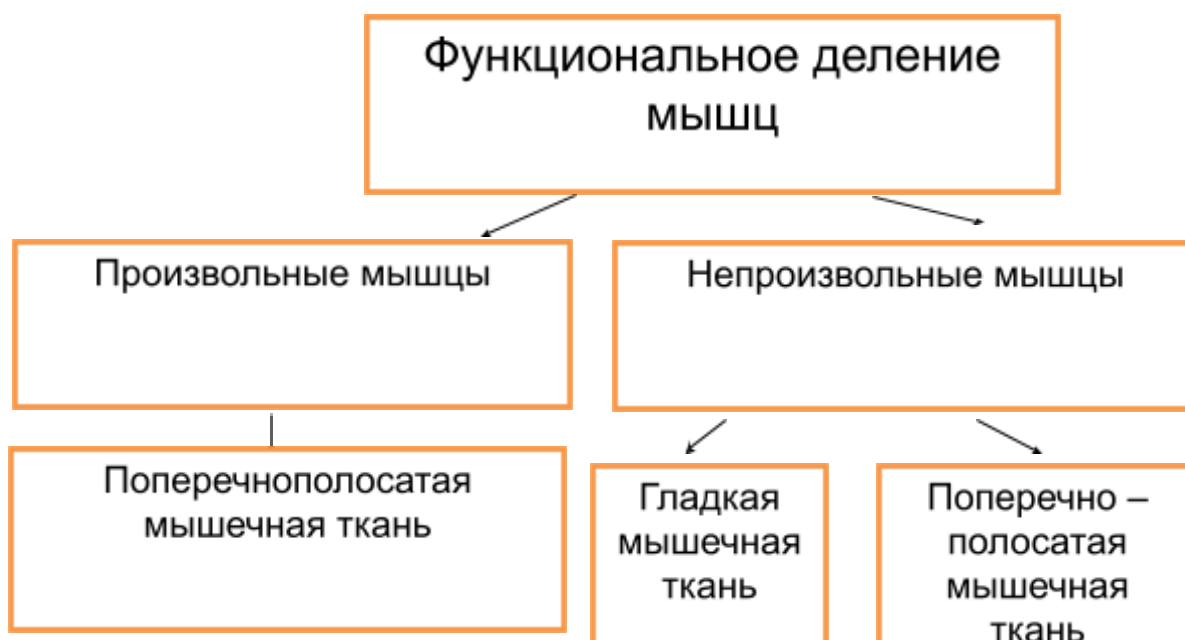 Функциональное деление
мышц
Произвольные мышцы
Непроизвольные мышцы
Поперечнополосатая
мышечная ткань
Гладкая
мышечная
ткань
Поперечно –
полосатая
мышечная
ткань